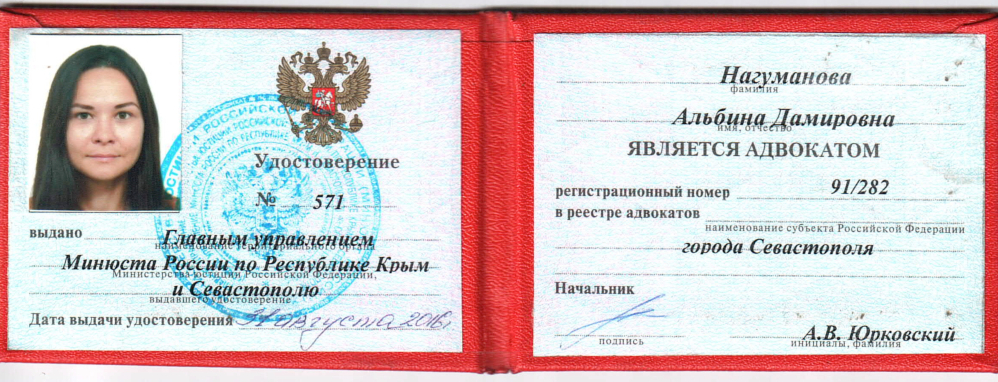 Удостоверение
№ 571
выдано Главным управлением
наименование территориального органа
Минюста России по Республике Крым
Министерства юстиции Российской Федерации,
и Севастополю
выдавшего удостоверение
Дата выдачи удостоверения августа 2016г
Нагуманова
фамилия
Альбина Дамировна
имя, отчество
ЯВЛЯЕТСЯ АДВОКАТОМ
регистрационный номер 91/282
в реестре адвокатов
наименование субъекта Российской Федерации
города Севастополя
Начальник
А.В. Юрковский
подпись инициалы, фамилия